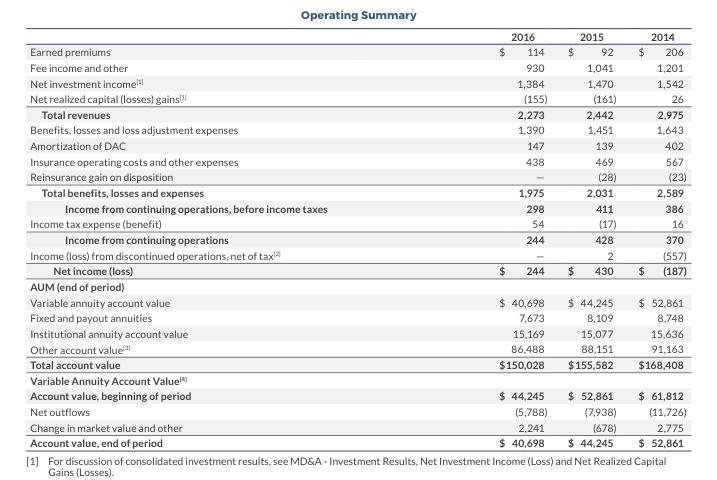 Operating Summary
2016 2015 2014
Earned premiums $ 114 $ 92 $ 206
Fee income and other 930 1,041 1,201
Net investment income[1] 1,384 1,470 1,542
Net realized capital (losses) gains[1] (155) (161) 26
Total revenues 2,273 2,442 2,975
Benefits, losses and loss adjustment expenses 1,390 1,451 1,643
Amortization of DAC 147 139 402
Insurance operating costs and other expenses 438 469 567
Reinsurance gain on disposition — (28) (23)
Total benefits, losses and expenses 1,975 2,031 2,589
Income from continuing operations, before income taxes 298 411 386
Income tax expense (benefit) 54 (17) 16
Income from continuing operations 244 428 370
Income (loss) from discontinued operations, net of tax[2] — 2 (557)
Net income (loss) $ 244 $ 430 $ (187)
AUM (end of period)
Variable annuity account value $ 40,698 $ 44,245 $ 52,861
Fixed and payout annuities 7,673 8,109 8,748
Institutional annuity account value 15,169 15,077 15,636
Other account value[3] 86,488 88,151 91,163
Total account value $150,028 $155,582 $168,408
Variable Annuity Account Value[4]
Account value, beginning of period $ 44,245 $ 52,861 $ 61,812
Net outflows (5,788) (7,938) (11,726)
Change in market value and other 2,241 (678) 2,775
Account value, end of period $ 40,698 $ 44,245 $ 52,861
[1] For discussion of consolidated investment results, see MD&A - Investment Results, Net Investment Income (Loss) and Net Realized Capital
Gains (Losses).